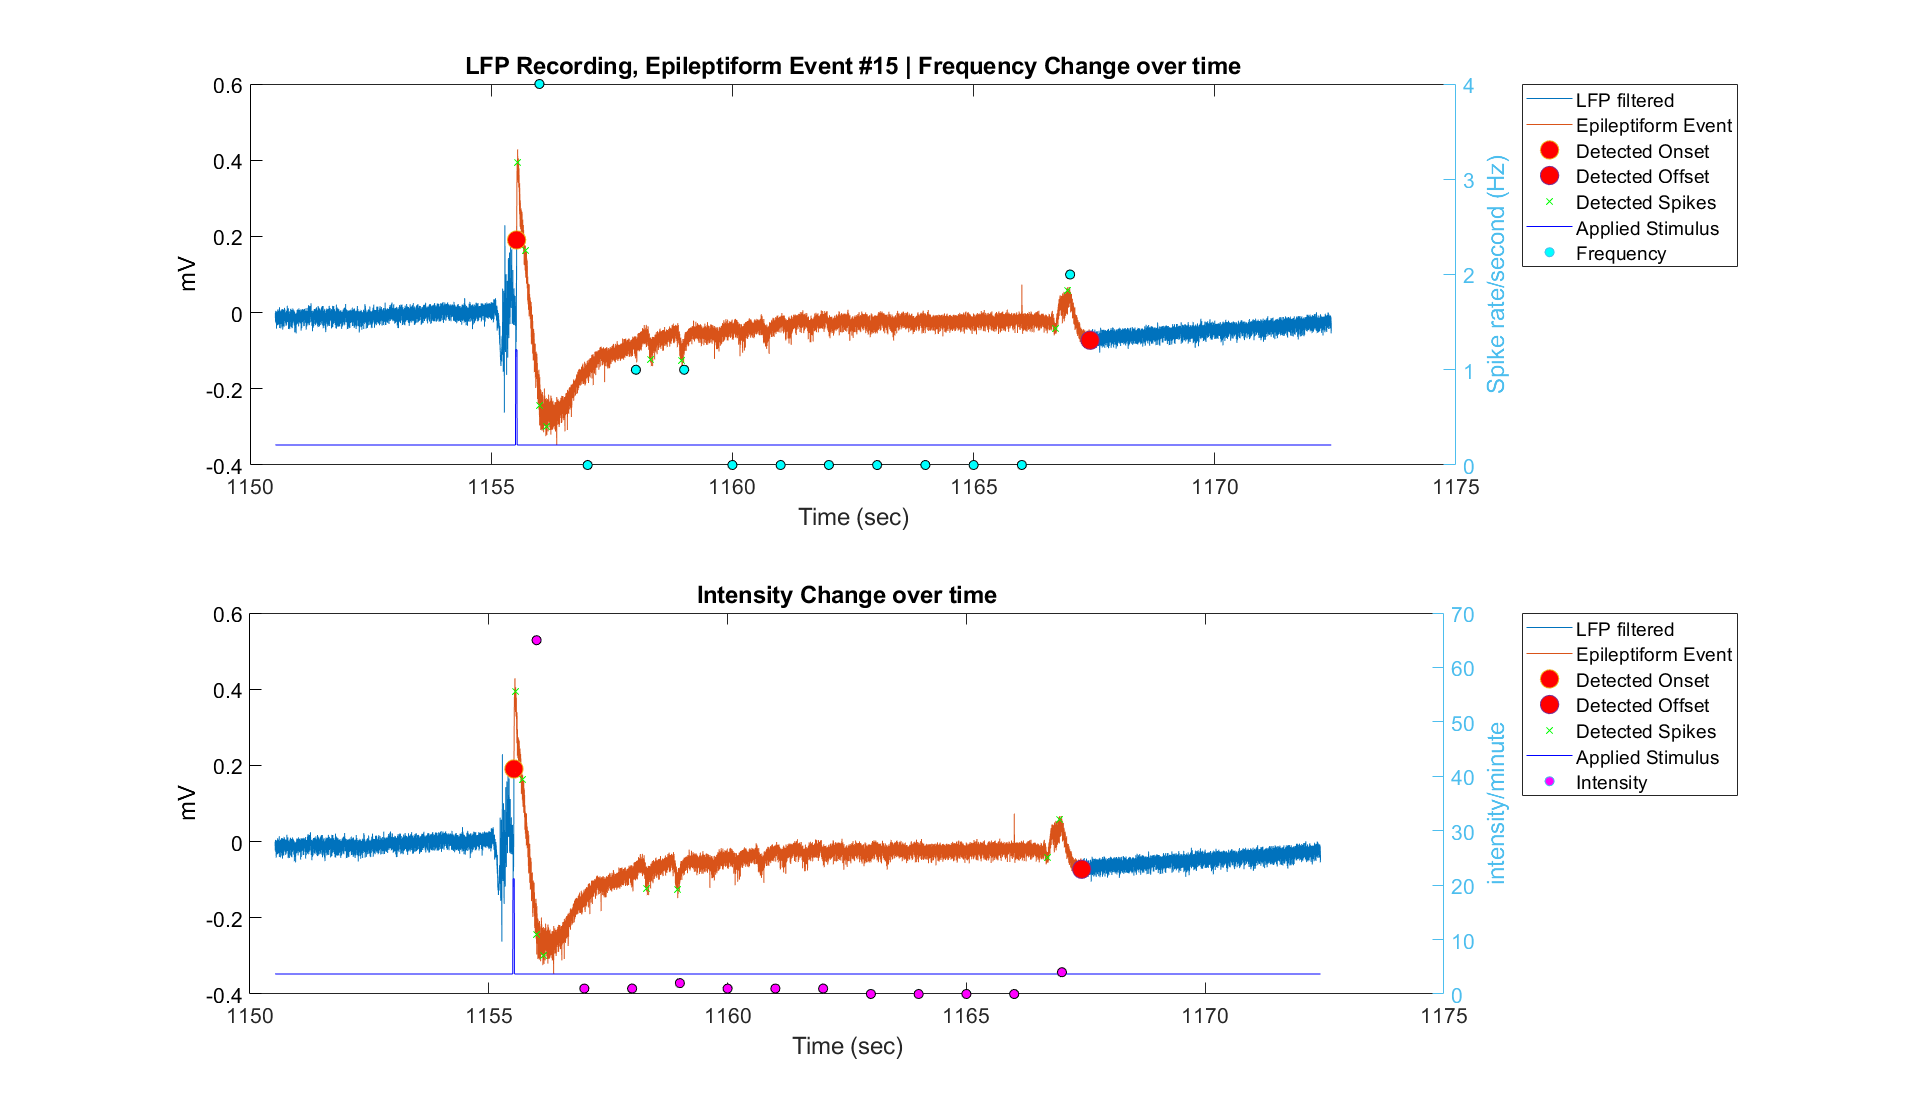 LFP Recording, Epileptiform Event #15 | Frequency Change over time
0.6
0.4
0.2
0
-0.2
-0.4
mV
1150
1155
1160
1165
1170
1175
Time (sec)
4
3
2
1
0
Spike rate/second (Hz)
LFP filtered
Epileptiform Event
Detected Onset
Detected Offset
Detected Spikes
Applied Stimulus
Frequency
Intensity Change over time
0.6
0.4
0.2
0
-0.2
-0.4
mV
1150
1155
1160
1165
1170
1175
Time (sec)
70
60
50
40
30
20
10
0
intensity/minute
LFP filtered
Epileptiform Event
Detected Onset
Detected Offset
Detected Spikes
Applied Stimulus
Intensity